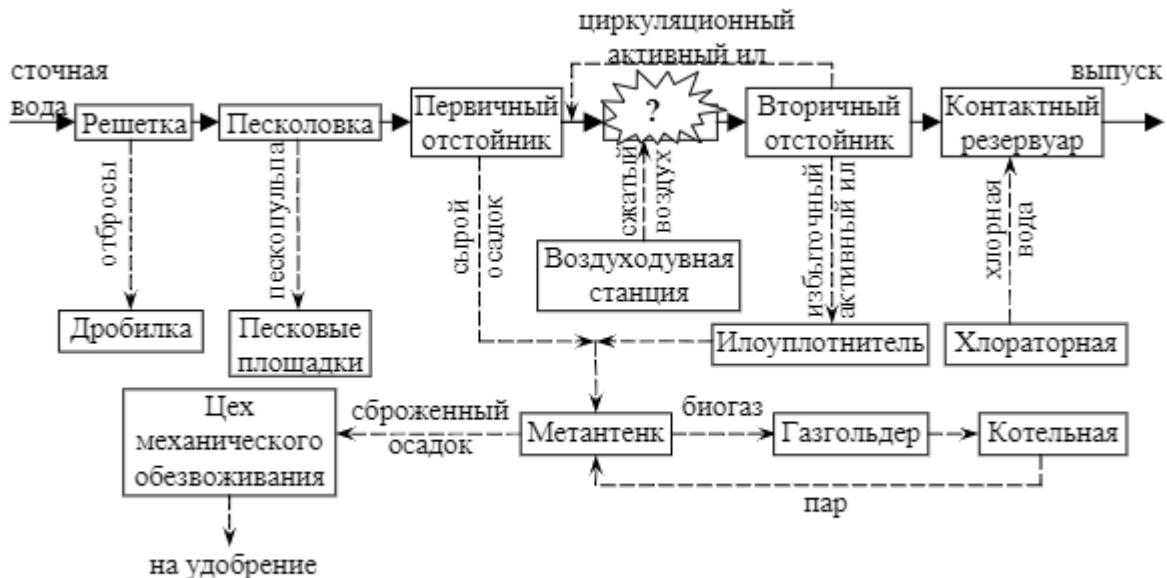 циркуляционный
активный ил
сточная
вода
выпуск
Решетка
Песколовка
Первичный
отстойник
?
Вторичный
отстойник
Контактный
резервуар
отбросы
пескопульпа
сырой
осадок
сжатый
воздух
избыточный
активный ил
хлорная
вода
Воздуходувная
станция
Дробилка
Песковые
площадки
Илоуплотнитель
Хлораторная
Цех
механического
обезвоживания
сброженный
осадок
Метантенк
биогаз
Газгольдер
Котельная
пар
на удобрение